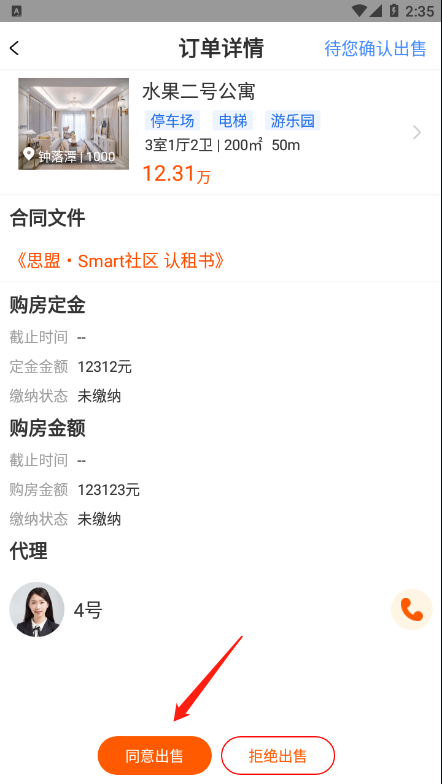 2:35
订单详情
待您确认出售
水果二号公寓
停车场 电梯 游乐园
3室1厅2卫 | 200㎡ 50m
钟落潭 | 1000
12.31万
合同文件
《思盟・Smart社区 认租书》
购房定金
截止时间 --
定金金额 12312元
缴纳状态 未缴纳
购房金额
截止时间 --
购房金额 123123元
缴纳状态 未缴纳
代理
4号
同意出售 拒绝出售